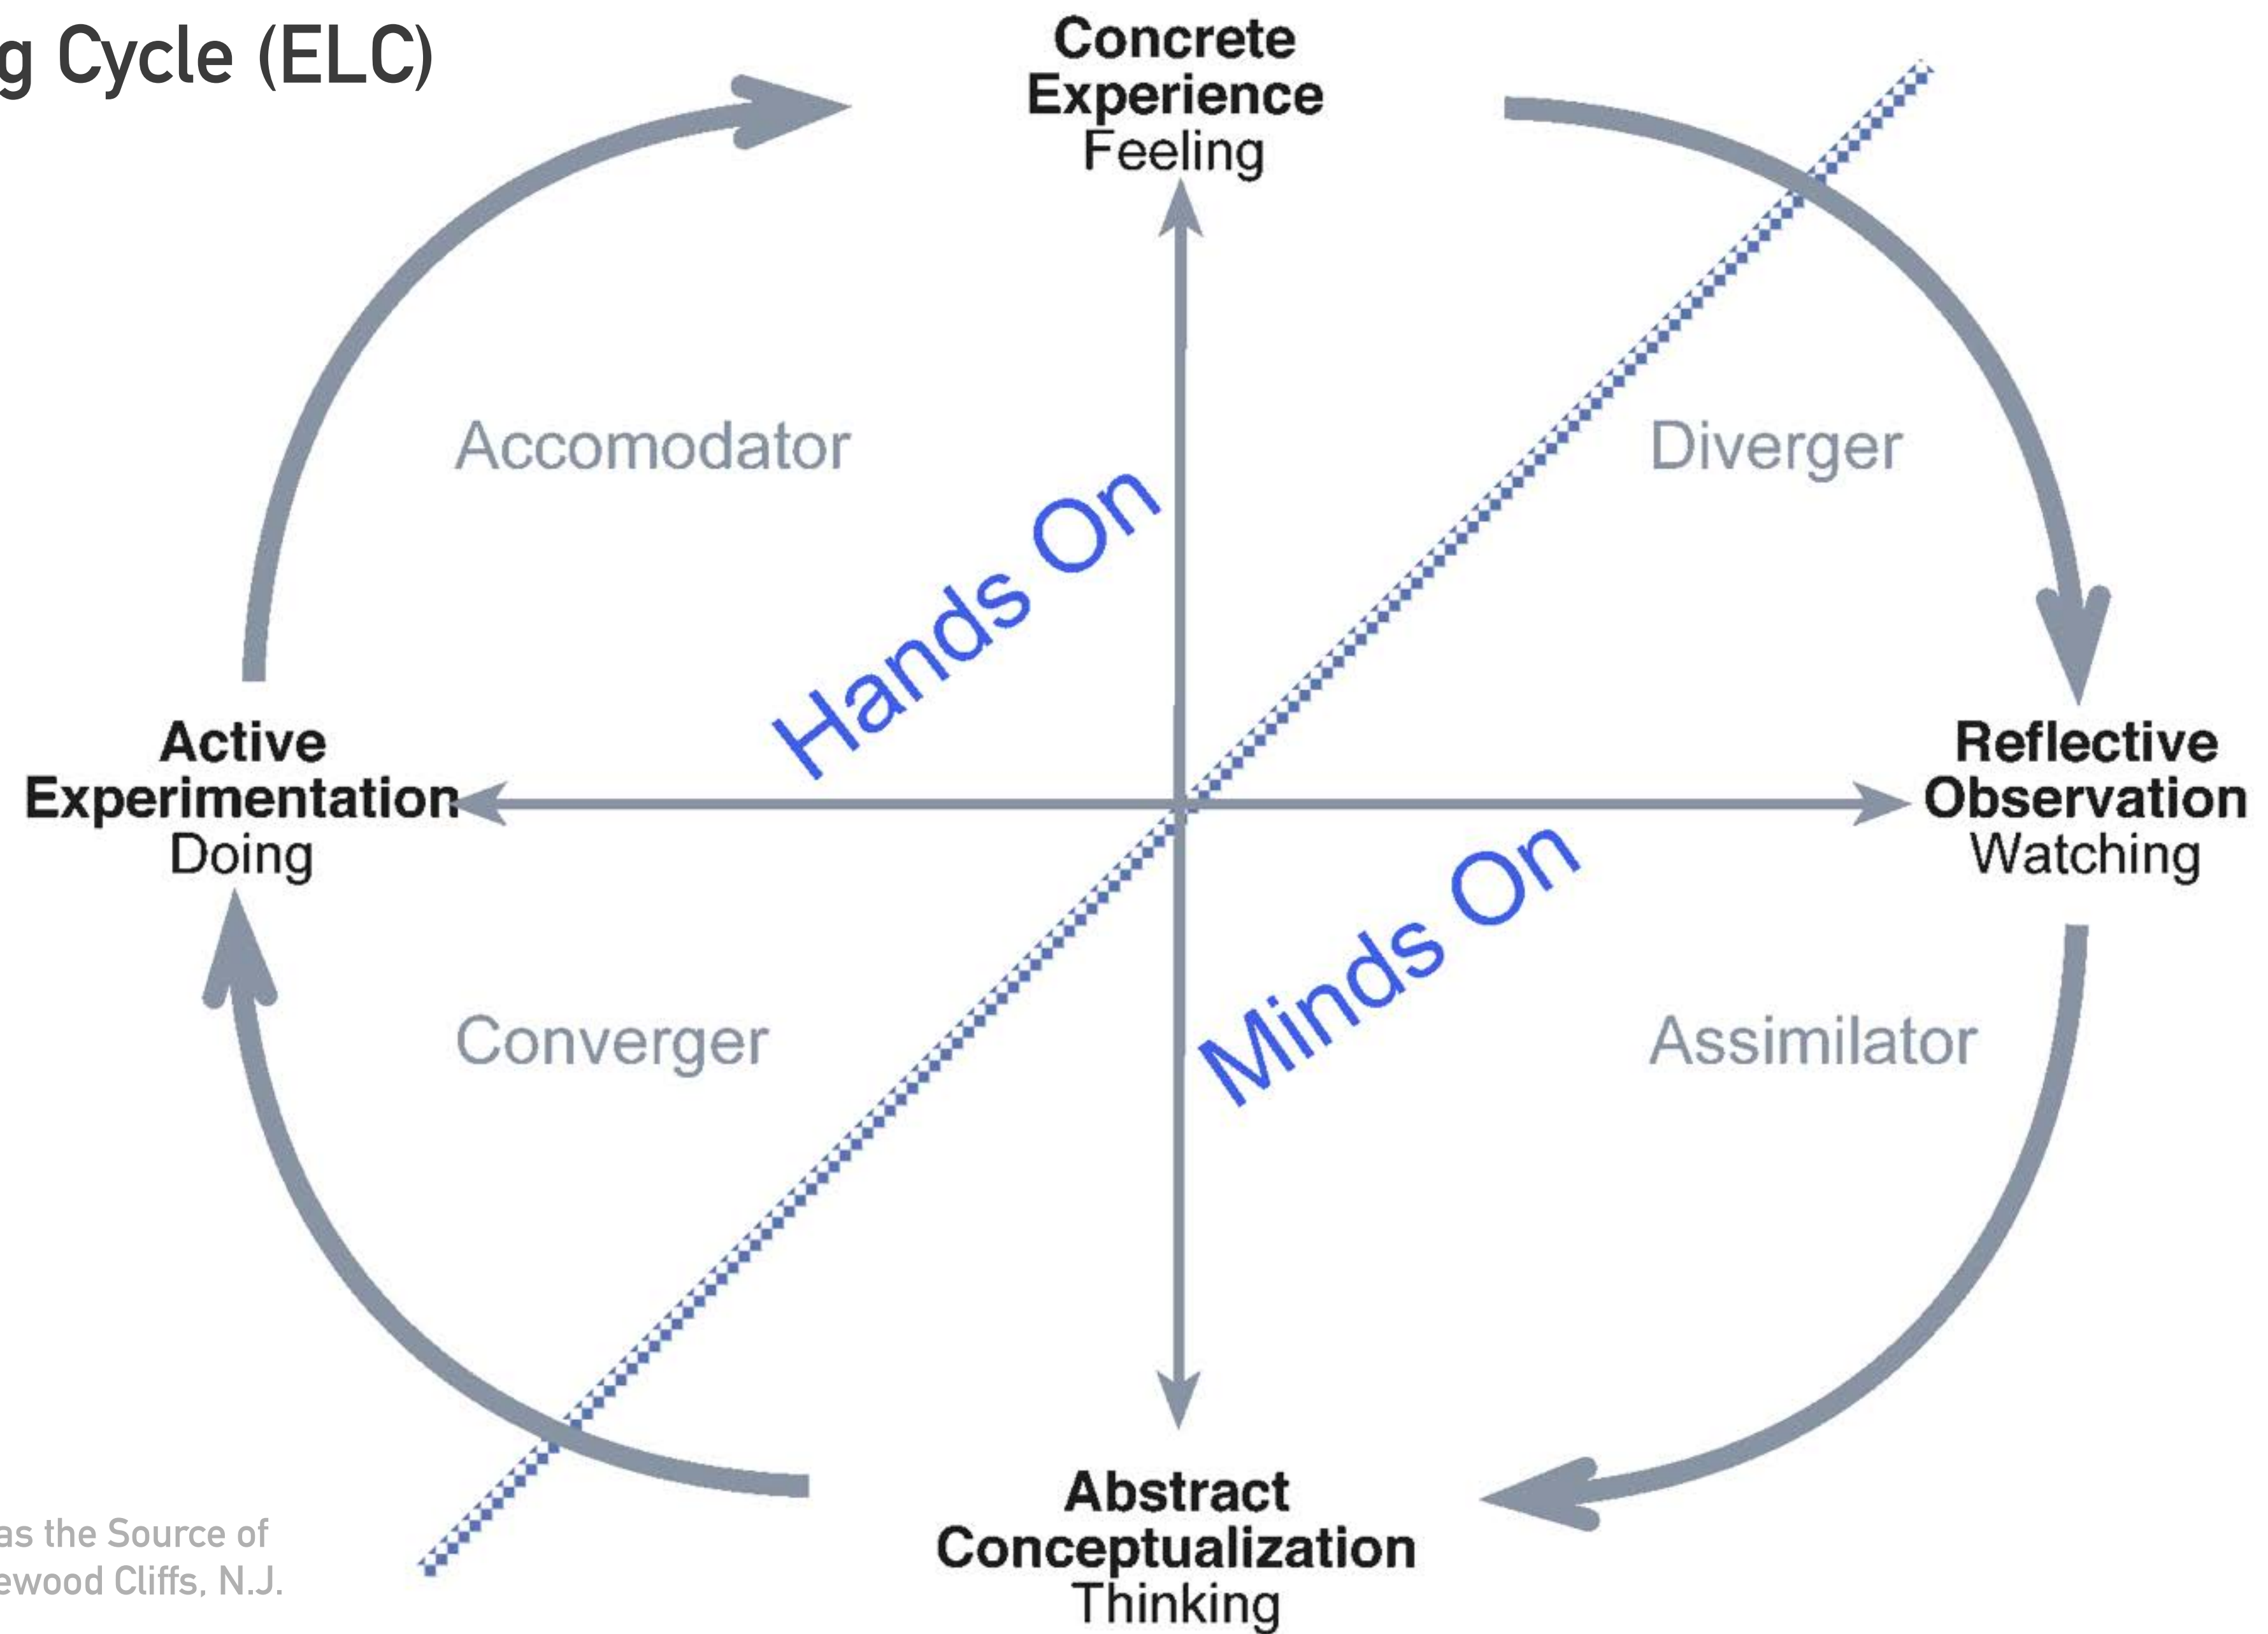 g Cycle (ELC)
Concrete
Experience
Feeling
Accomodator
Diverger
Hands On
Active
Experimentation
Doing
Reflective
Observation
Watching
Minds On
Converger
Assimilator
Abstract
Conceptualization
Thinking
as the Source of
ewood Cliffs, N.J.